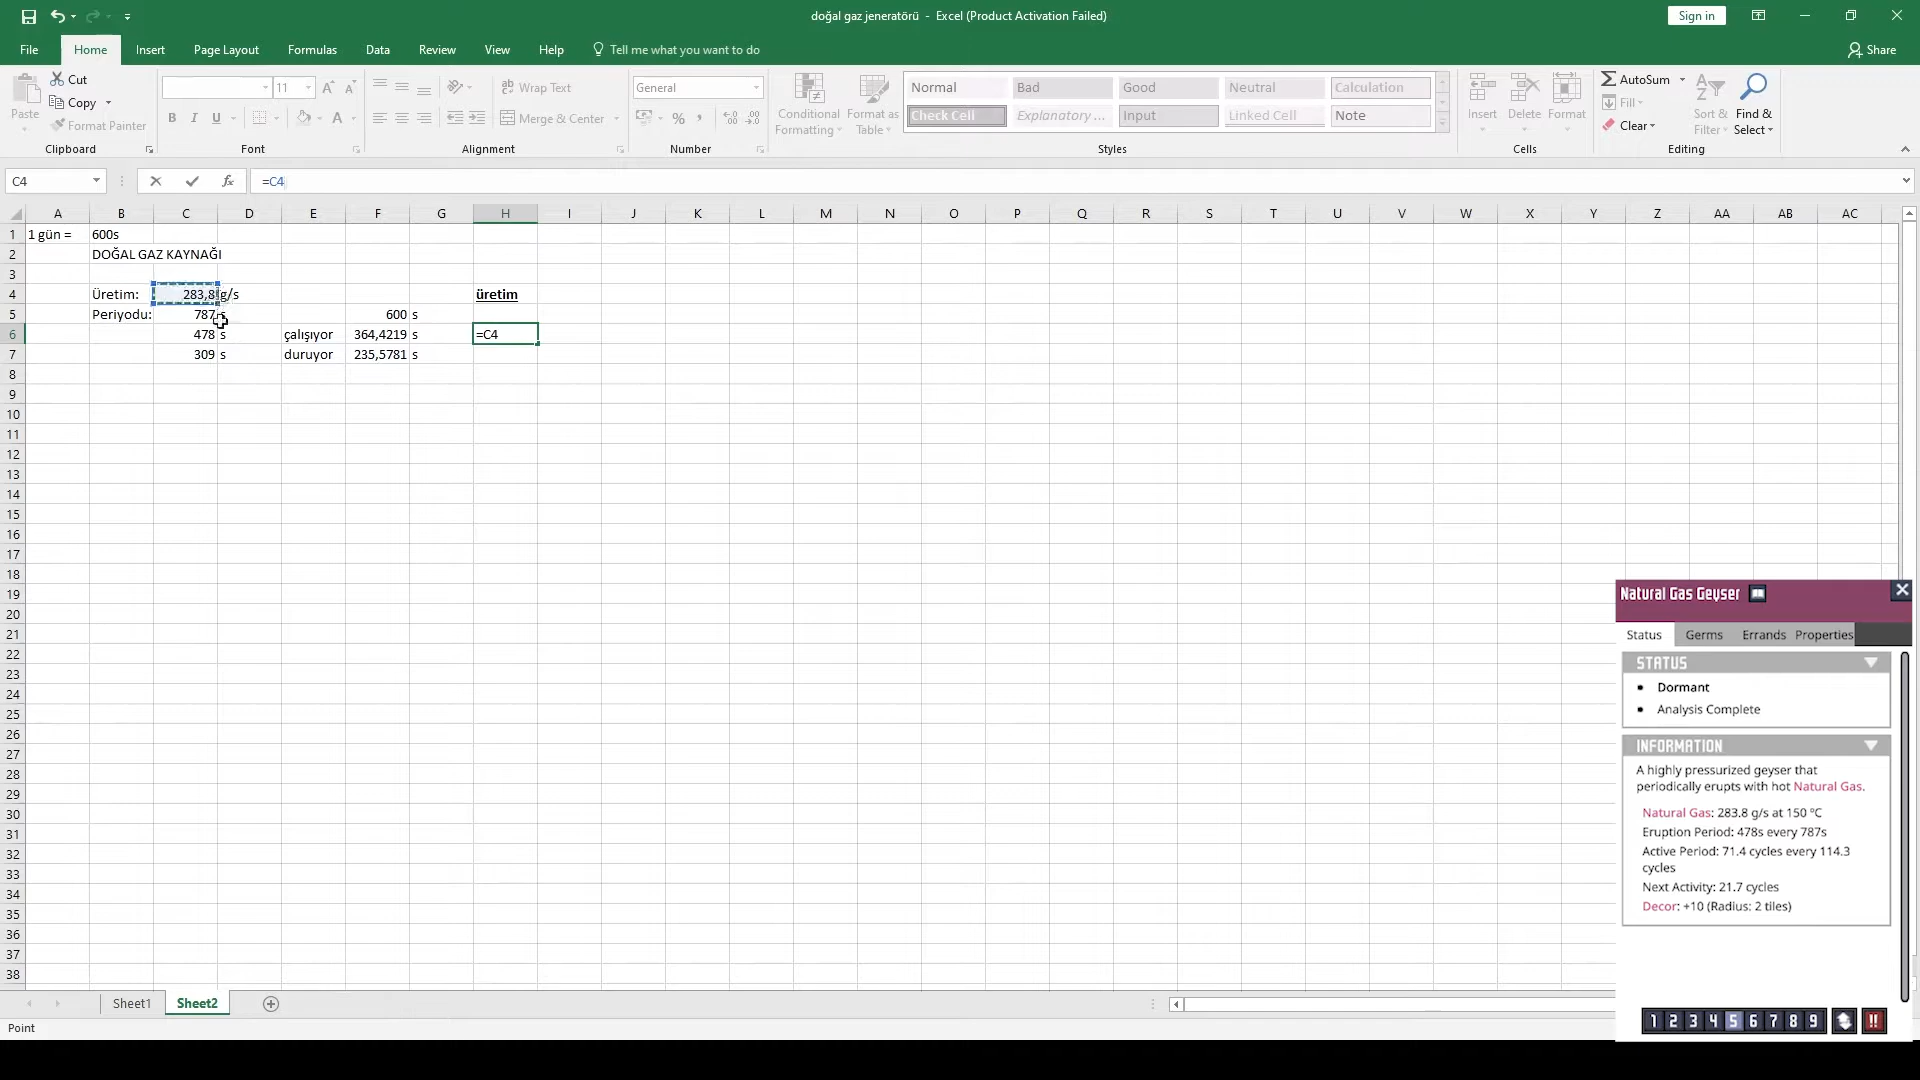 doğal gaz jeneratörü - Excel (Product Activation Failed)
Sign in
File Home Insert Page Layout Formulas Data Review View Help Tell me what you want to do
Share
Paste
Cut
Copy
Format Painter
Clipboard
11 A A
B I U A
Font
Wrap Text
Merge & Center
Alignment
General
%
Number
Conditional Formatting
Format as Table
Normal Bad Good Neutral Calculation
Check Cell Explanatory ... Input Linked Cell Note
Styles
Insert Delete Format
Cells
AutoSum
Fill
Clear
Sort & Filter
Find & Select
Editing
C4 fx =C4
A B C D E F G H I J K L M N O P Q R S T U V W X Y Z AA AB AC
1 1 gün = 600s
2 DOĞAL GAZ KAYNAĞI
3
4 Üretim: 283,8 g/s üretim
5 Periyodu: 787 s 600 s
6 478 s çalışıyor 364,4219 s =C4
7 309 s duruyor 235,5781 s
8
9
10
11
12
13
14
15
16
17
18
19
20
21
22
23
24
25
26
27
28
29
30
31
32
33
34
35
36
37
38
Natural Gas Geyser
Status Germs Errands Properties
STATUS
Dormant
Analysis Complete
INFORMATION
A highly pressurized geyser that
periodically erupts with hot Natural Gas.
Natural Gas: 283.8 g/s at 150 °C
Eruption Period: 478s every 787s
Active Period: 71.4 cycles every 114.3
cycles
Next Activity: 21.7 cycles
Decor: +10 (Radius: 2 tiles)
1 2 3 4 5 6 7 8 9 !!
Sheet1 Sheet2
Point